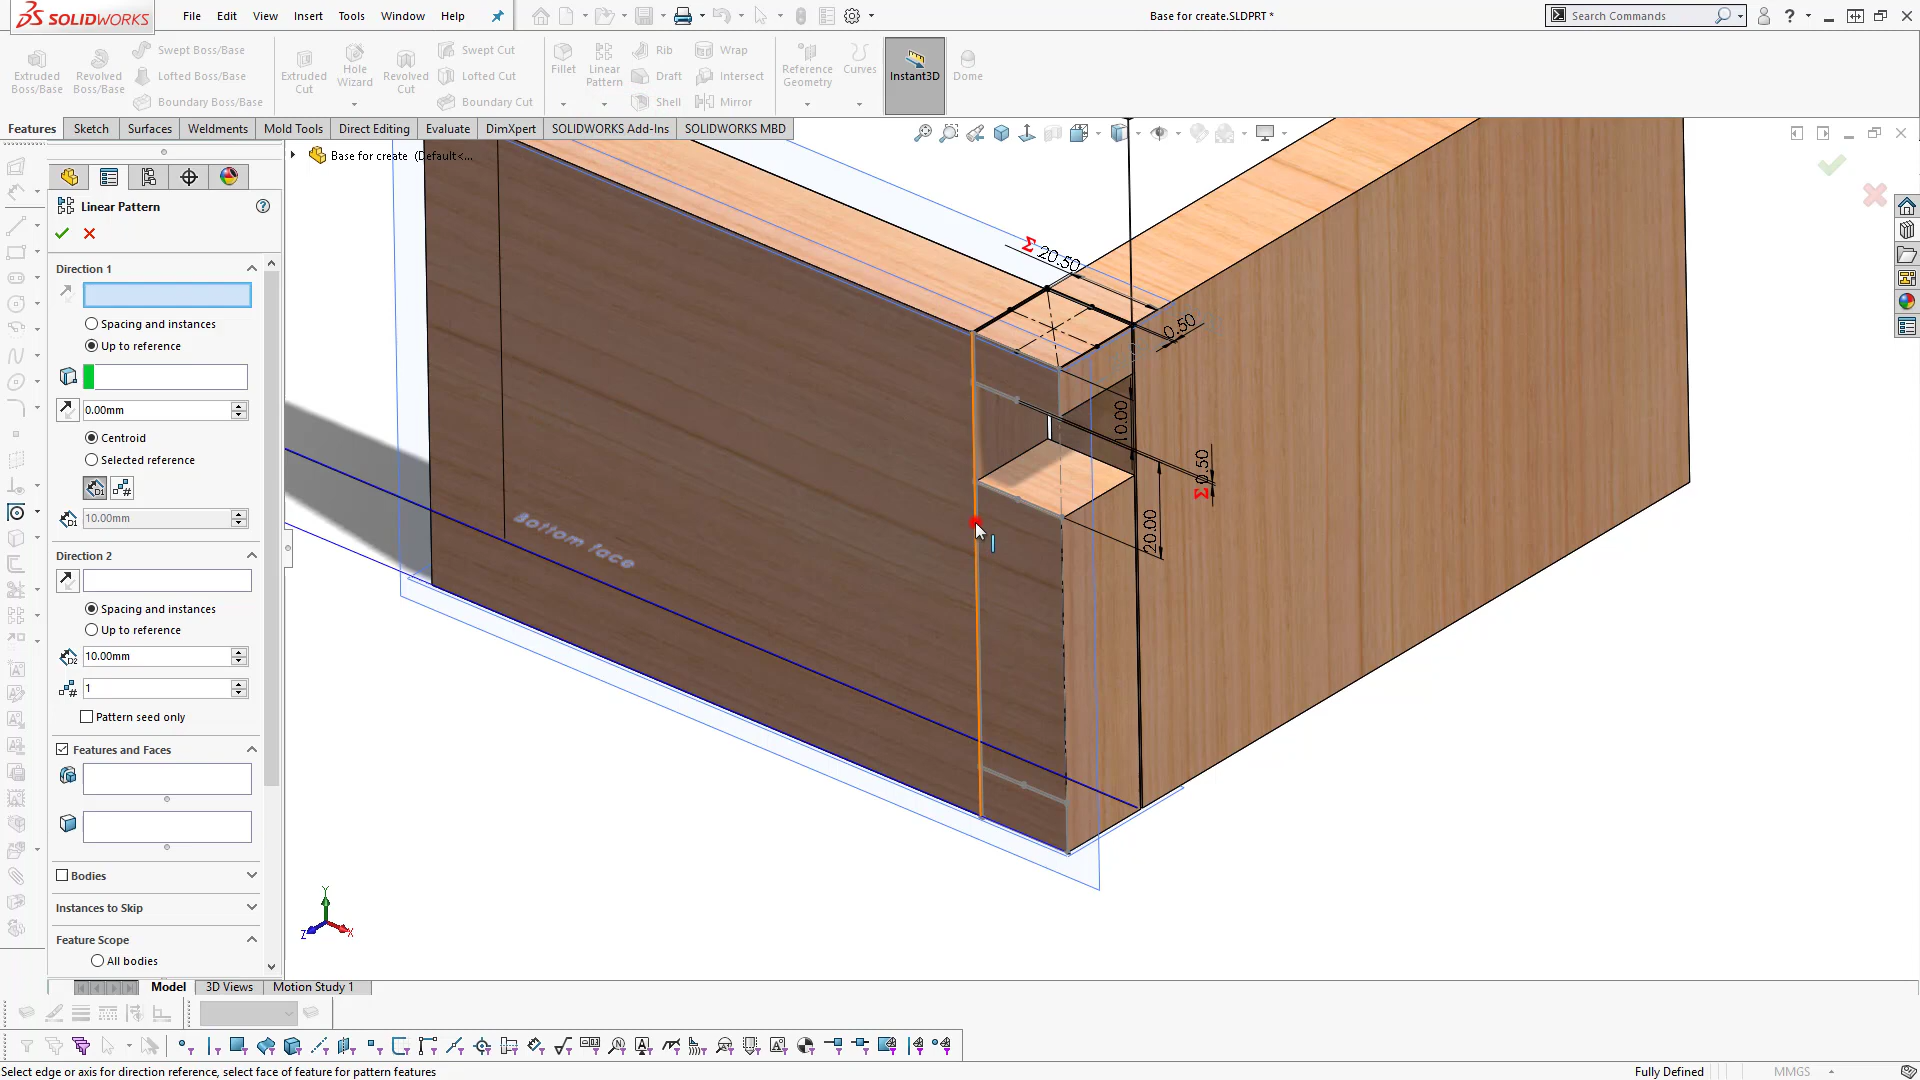 SOLIDWORKS
File Edit View Insert Tools Window Help
Base for create.SLDPRT *
Search Commands
Extruded Boss/Base
Revolved Boss/Base
Swept Boss/Base
Lofted Boss/Base
Boundary Boss/Base
Extruded Cut
Hole Wizard
Revolved Cut
Swept Cut
Lofted Cut
Boundary Cut
Fillet
Linear Pattern
Rib
Draft
Shell
Wrap
Intersect
Mirror
Reference Geometry
Curves
Instant3D
Dome
Features Sketch Surfaces Weldments Mold Tools Direct Editing Evaluate DimXpert SOLIDWORKS Add-Ins SOLIDWORKS MBD
Base for create (Default<...
Linear Pattern
Direction 1
Spacing and instances
Up to reference
0.00mm
Centroid
Selected reference
10.00mm
Direction 2
Spacing and instances
Up to reference
10.00mm
1
Pattern seed only
Features and Faces
Bodies
Instances to Skip
Feature Scope
All bodies
Σ 20.50
0.50
10.00
Σ 0.50
20.00
Bottom face
Y
Z
X
Model 3D Views Motion Study 1
Select edge or axis for direction reference, select face of feature for pattern features
Fully Defined
MMGS